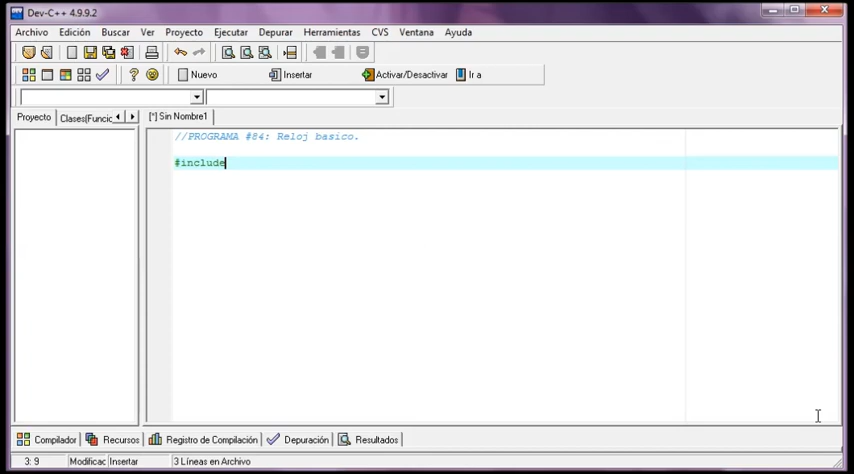 Dev-C++ 4.9.9.2
Archivo Edición Buscar Ver Proyecto Ejecutar Depurar Herramientas CVS Ventana Ayuda
Nuevo Insertar Activar/Desactivar Ir a
Proyecto Clases(Funcio [*] Sin Nombre1
//PROGRAMA #84: Reloj basico.
#include
Compilador Recursos Registro de Compilación Depuración Resultados
3: 9 Modificac Insertar 3 Líneas en Archivo